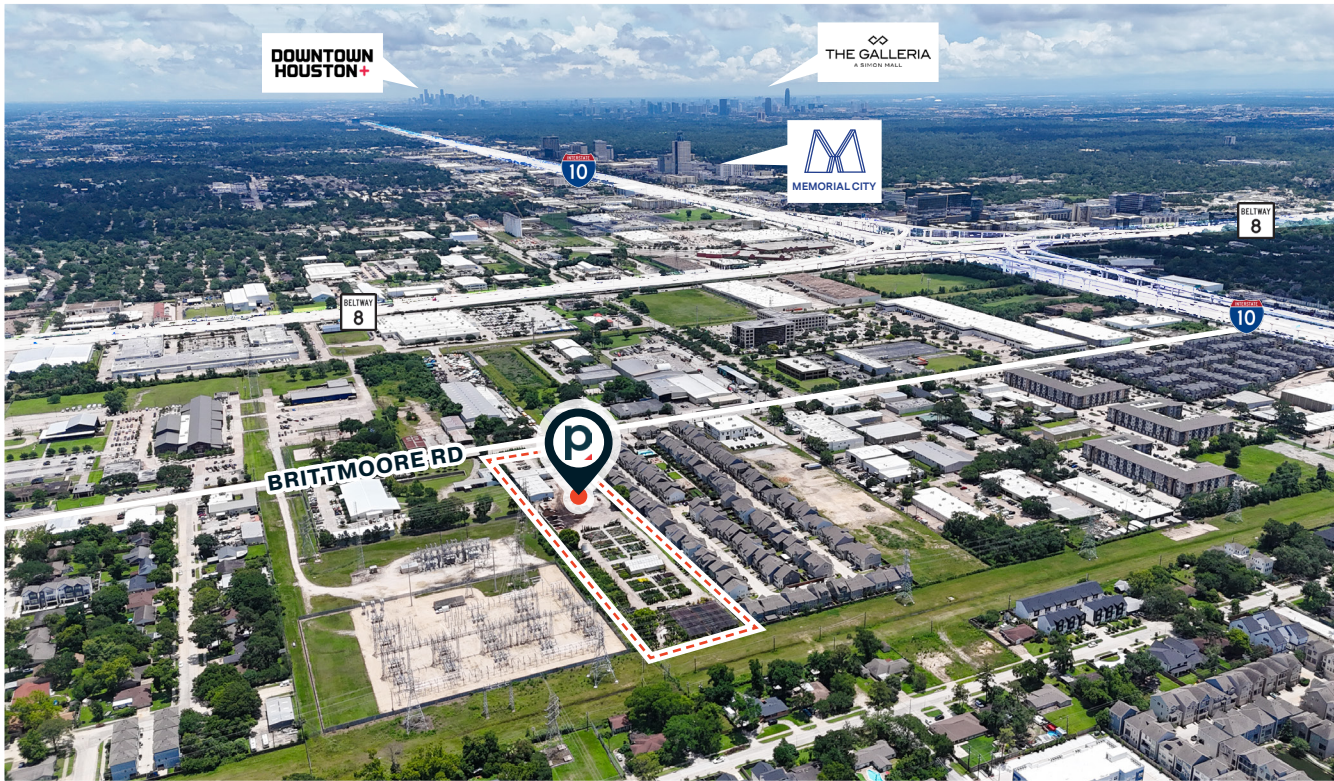 DOWNTOWN
HOUSTON+
THE GALLERIA
A SIMON MALL
INTERSTATE
10
MEMORIAL CITY
BELTWAY
8
BELTWAY
8
INTERSTATE
10
p.
BRITTMOORE RD